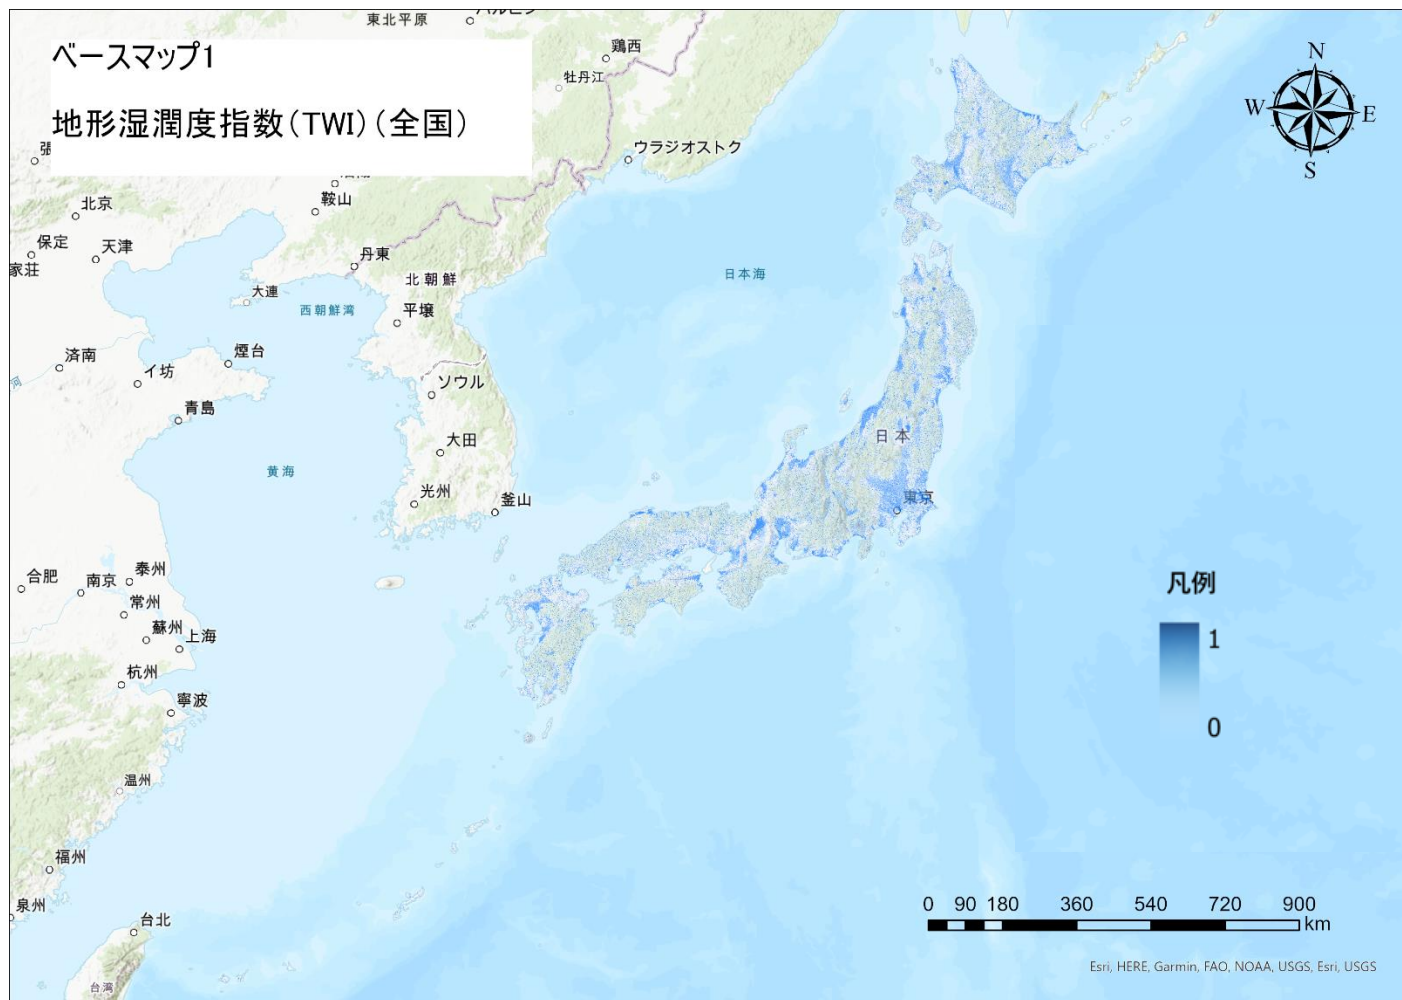 ベースマップ1
地形湿潤度指数(TWI)(全国)
東北平原
鶏西
牡丹江
ウラジオストク
鞍山
北京
保定
天津
家荘
丹東
大連
北朝鮮
西朝鮮湾
平壌
日本海
済南
煙台
イ坊
青島
河
ソウル
大田
光州
釜山
黄海
日本
東京
合肥
南京
泰州
常州
蘇州
上海
杭州
寧波
温州
福州
泉州
台北
台湾
N
W
E
S
凡例
1
0
0 90 180 360 540 720 900
km
Esri, HERE, Garmin, FAO, NOAA, USGS, Esri, USGS